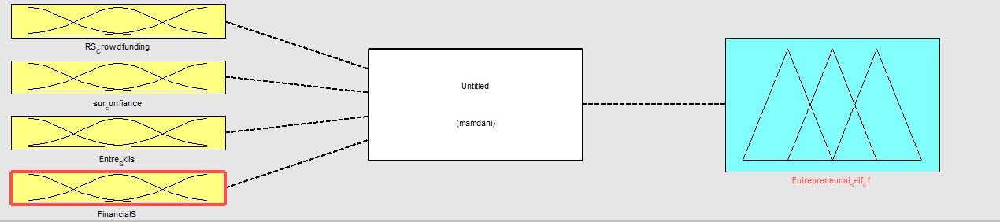 RS_Crowdfunding
sur_confiance
Entre_Skils
FinancialS
Untitled
(mamdani)
Entrepreneurial_Self_Ef